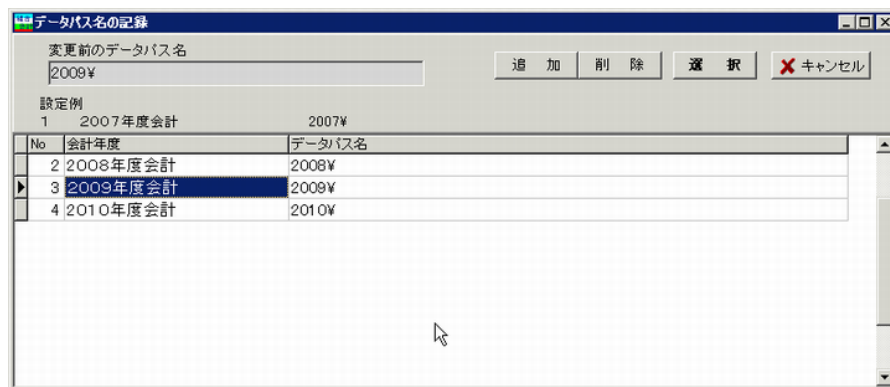 データパス名の記録
変更前のデータパス名
2009¥
追 加 削 除 選 択 キャンセル
設定例
1 2007年度会計 2007¥
No 会計年度 データパス名
2 2008年度会計 2008¥
3 2009年度会計 2009¥
4 2010年度会計 2010¥